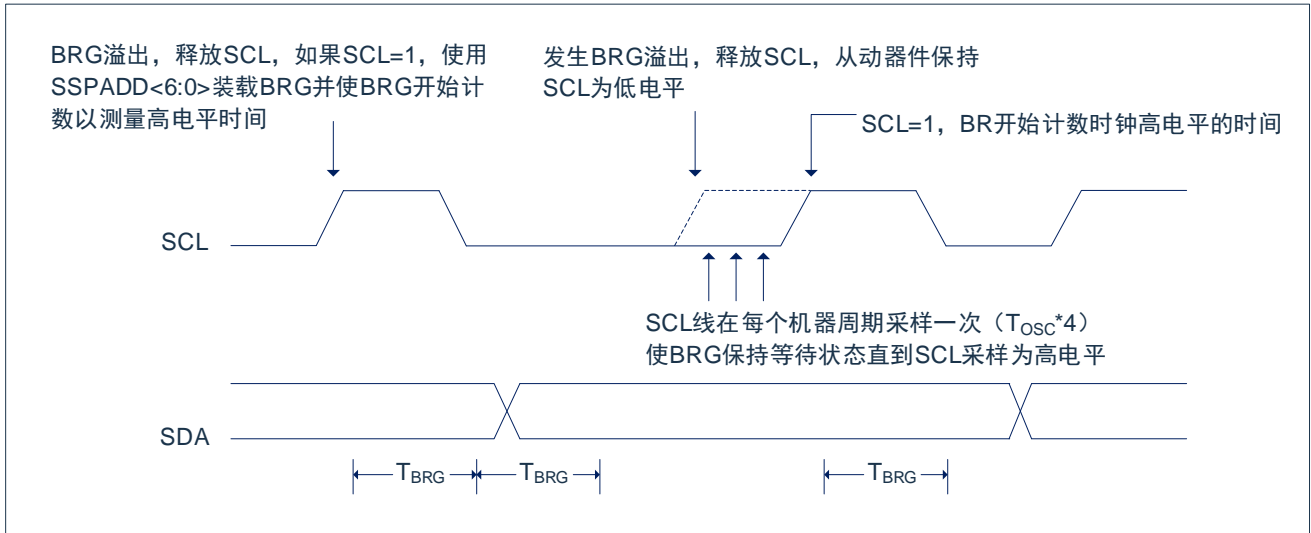 BRG溢出，释放SCL，如果SCL=1，使用
SSPADD<6:0>装载BRG并使BRG开始计
数以测量高电平时间
发生BRG溢出，释放SCL，从动器件保持
SCL为低电平
SCL=1，BR开始计数时钟高电平的时间
SCL
SCL线在每个机器周期采样一次（TOSC*4）
使BRG保持等待状态直到SCL采样为高电平
SDA
TBRG
TBRG
TBRG